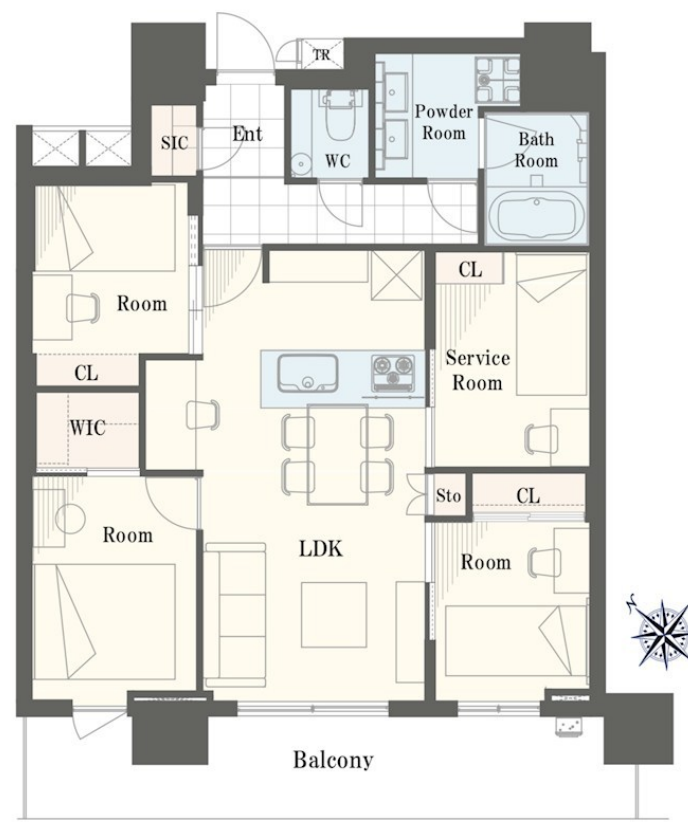 TR
SIC
Ent
WC
Powder
Room
Bath
Room
Room
CL
CL
Service
Room
WIC
Room
LDK
Sto
CL
Room
N
Balcony